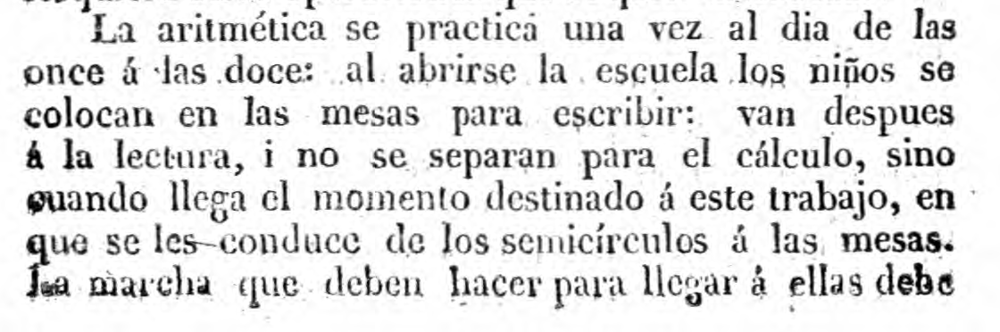 La aritmética se practica una vez al dia de las
once á las doce: al abrirse la escuela los niños se
colocan en las mesas para escribir: van despues
á la lectura, i no se separan para el cálculo, sino
cuando llega el momento destinado á este trabajo, en
que se les conduce de los semicírculos á las mesas.
La marcha que deben hacer para llegar á ellas debe